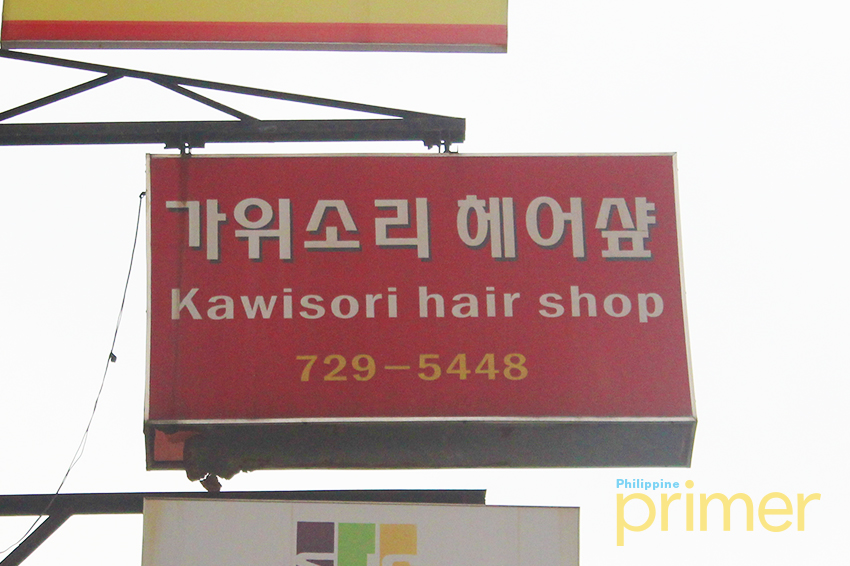 가위소리 헤어샾
Kawisori hair shop
729-5448
Philippine
primer